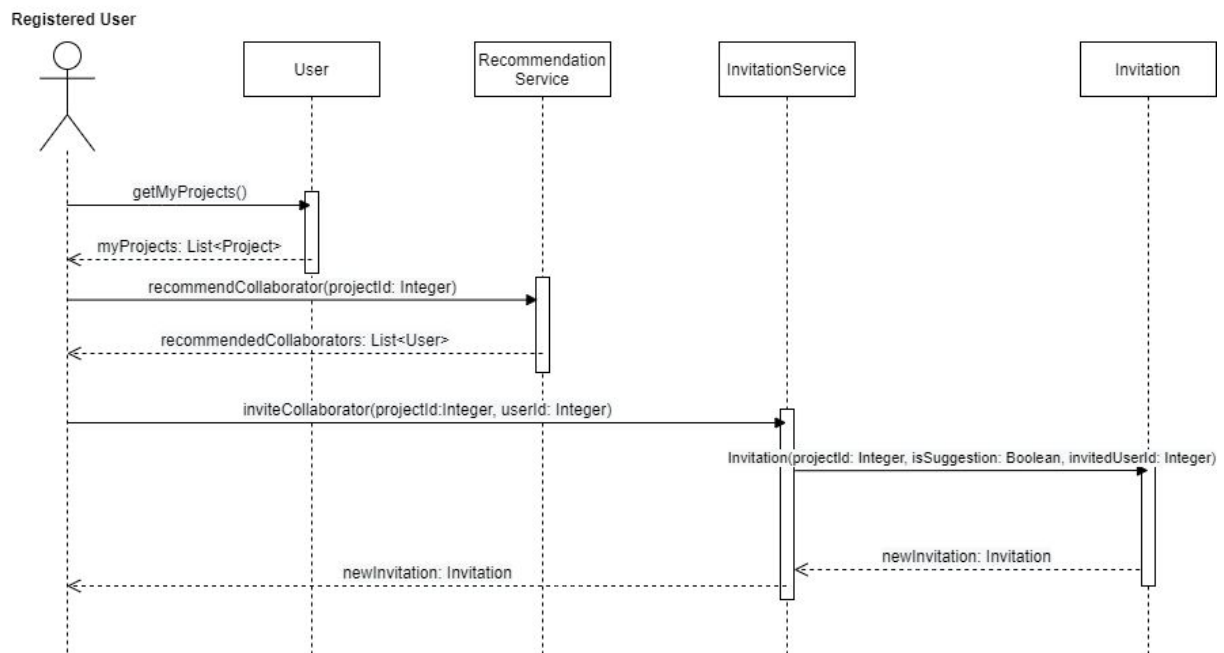 Registered User
User
Recommendation
Service
InvitationService
Invitation
getMyProjects()
myProjects: List<Project>
recommendCollaborator(projectId: Integer)
recommendedCollaborators: List<User>
inviteCollaborator(projectId:Integer, userId: Integer)
Invitation(projectId: Integer, isSuggestion: Boolean, invitedUserId: Integer)
newInvitation: Invitation
newInvitation: Invitation